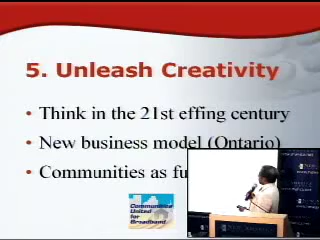 5. Unleash Creativity
• Think in the 21st effing century
• New business model (Ontario)
• Communities as fu
Communities
United for
Broadband